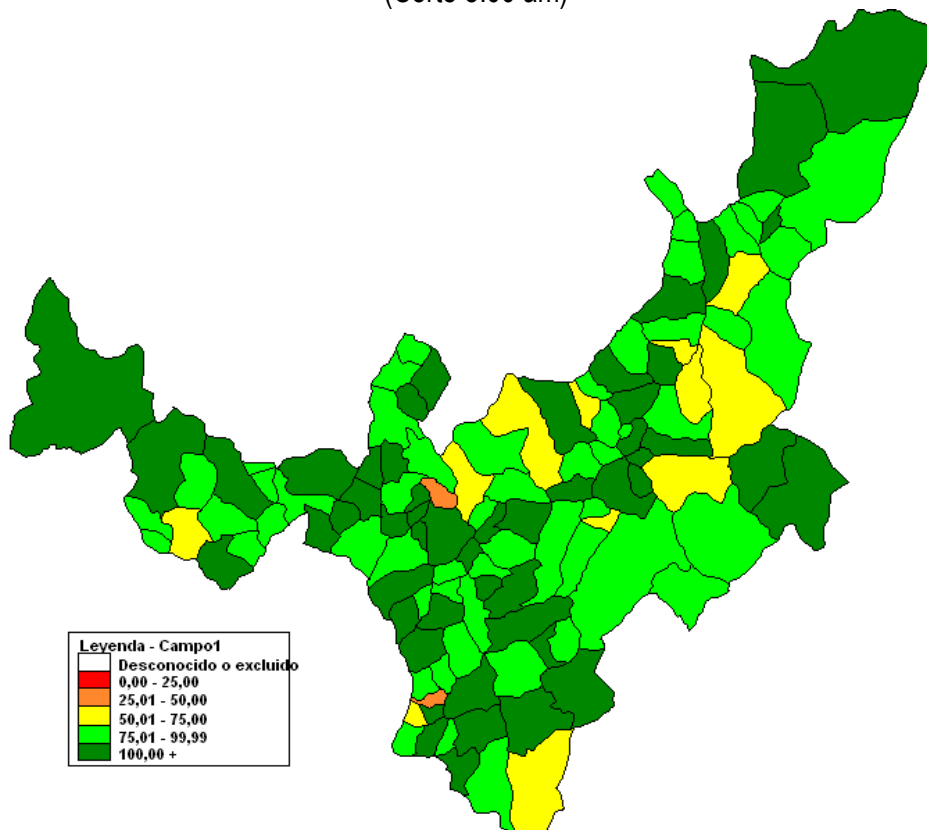 Leyenda - Campo1
Desconocido o excluido
0,00 - 25,00
25,01 - 50,00
50,01 - 75,00
75,01 - 99,99
100,00 +